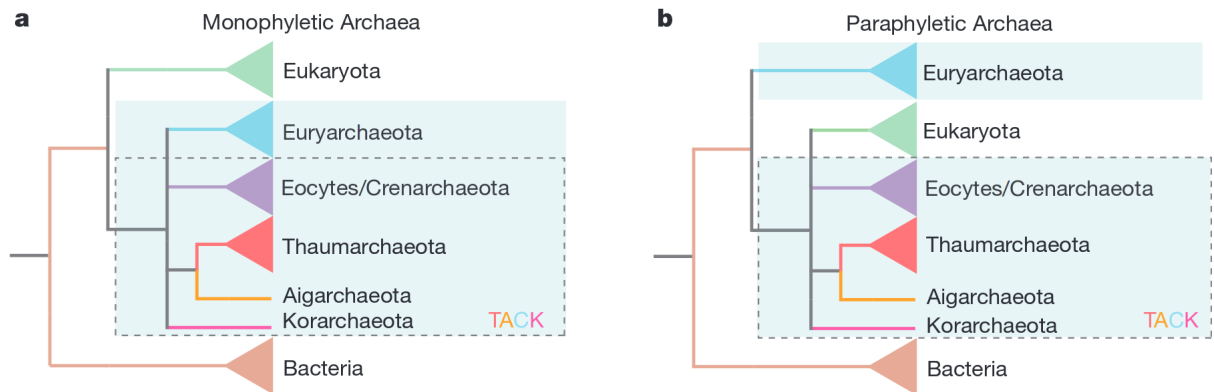 a
Monophyletic Archaea
Eukaryota
Euryarchaeota
Eocytes/Crenarchaeota
Thaumarchaeota
Aigarchaeota
Korarchaeota
TACK
Bacteria
b
Paraphyletic Archaea
Euryarchaeota
Eukaryota
Eocytes/Crenarchaeota
Thaumarchaeota
Aigarchaeota
Korarchaeota
TACK
Bacteria